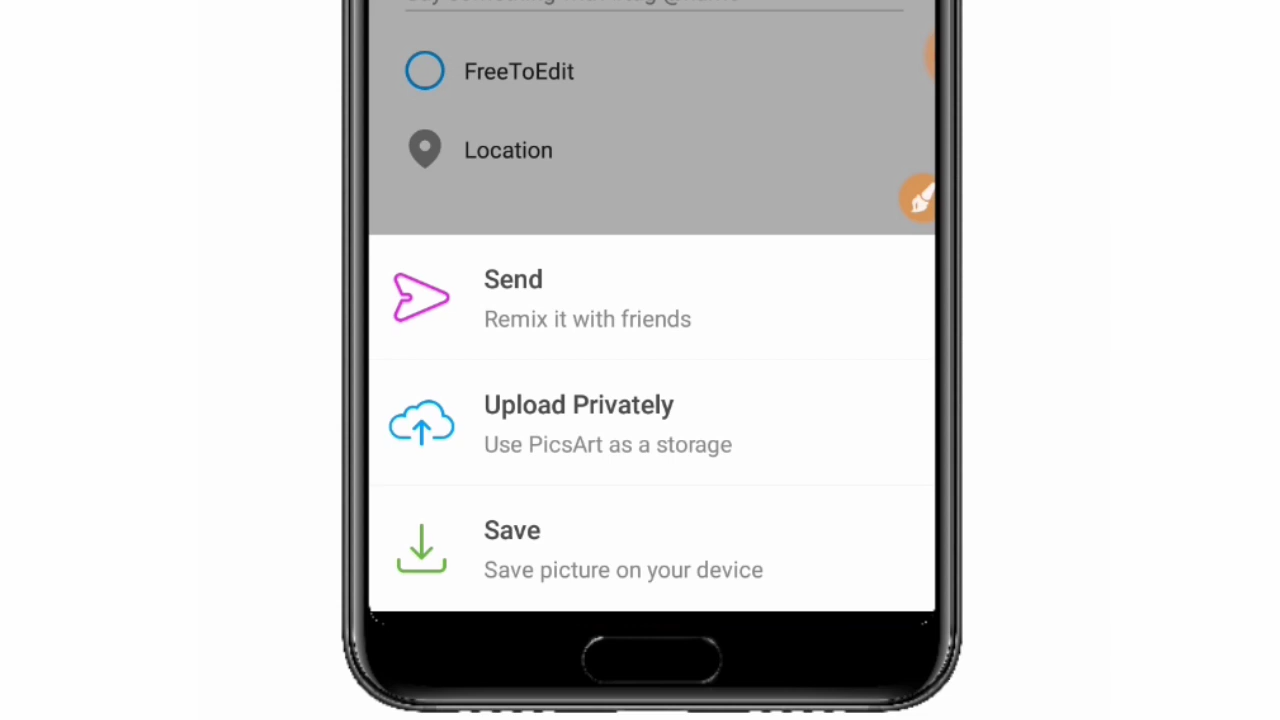 FreeToEdit
Location
Send
Remix it with friends
Upload Privately
Use PicsArt as a storage
Save
Save picture on your device